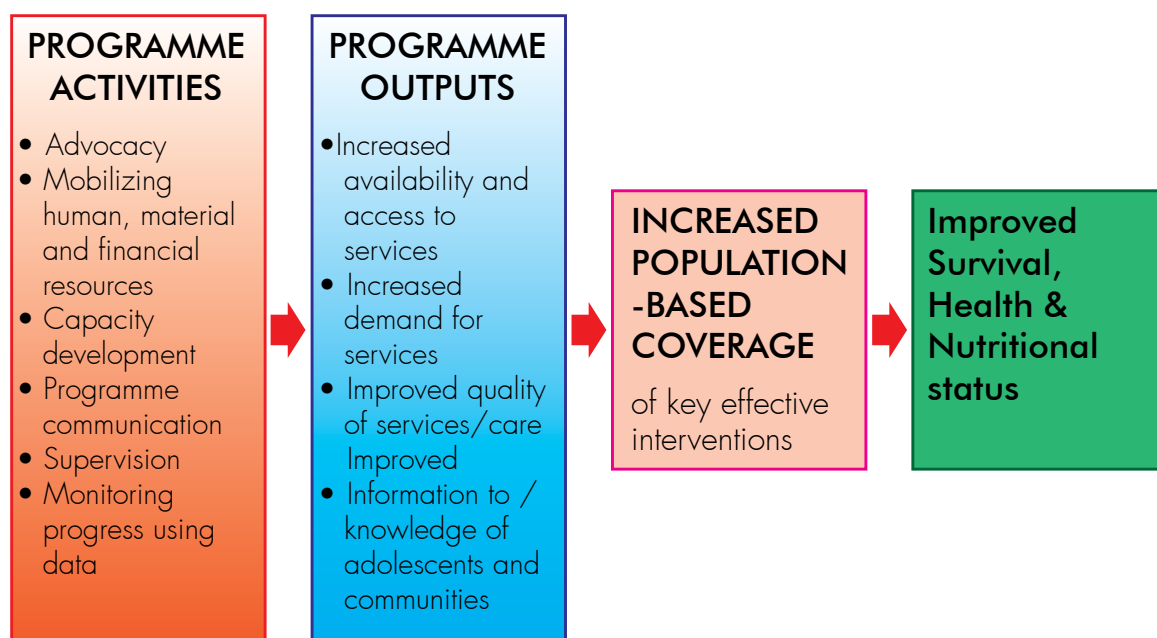 PROGRAMME
ACTIVITIES
• Advocacy
• Mobilizing
human, material
and financial
resources
• Capacity
development
• Programme
communication
• Supervision
• Monitoring
progress using
data
PROGRAMME
OUTPUTS
•Increased
availability and
access to
services
• Increased
demand for
services
• Improved quality
of services/care
Improved
• Information to /
knowledge of
adolescents and
communities
INCREASED
POPULATION
-BASED
COVERAGE
of key effective
interventions
Improved
Survival,
Health &
Nutritional
status